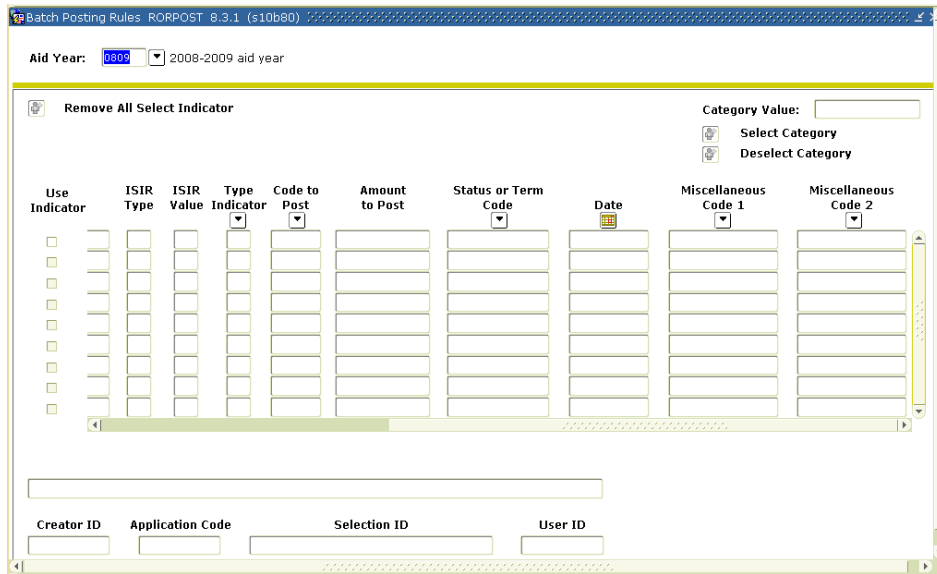 Batch Posting Rules RORPOST 8.3.1 (s10b80)
Aid Year: 0809 2008-2009 aid year
Remove All Select Indicator
Category Value:
Select Category
Deselect Category
Use Indicator
ISIR Type
ISIR Value
Type Indicator
Code to Post
Amount to Post
Status or Term Code
Date
Miscellaneous Code 1
Miscellaneous Code 2
Creator ID Application Code Selection ID User ID